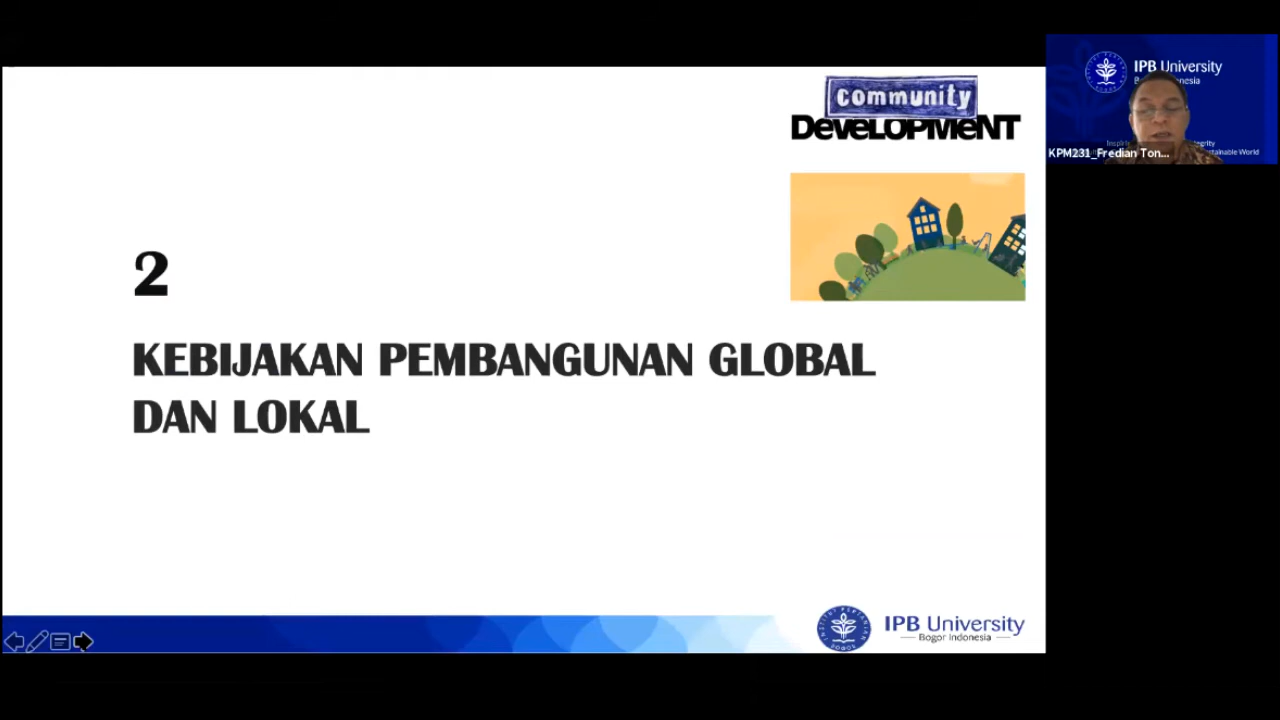 community
DeveLOPMeNT
2
KEBIJAKAN PEMBANGUNAN GLOBAL
DAN LOKAL
IPB University
Bogor Indonesia
IPB University
KPM231_Fredian Ton...